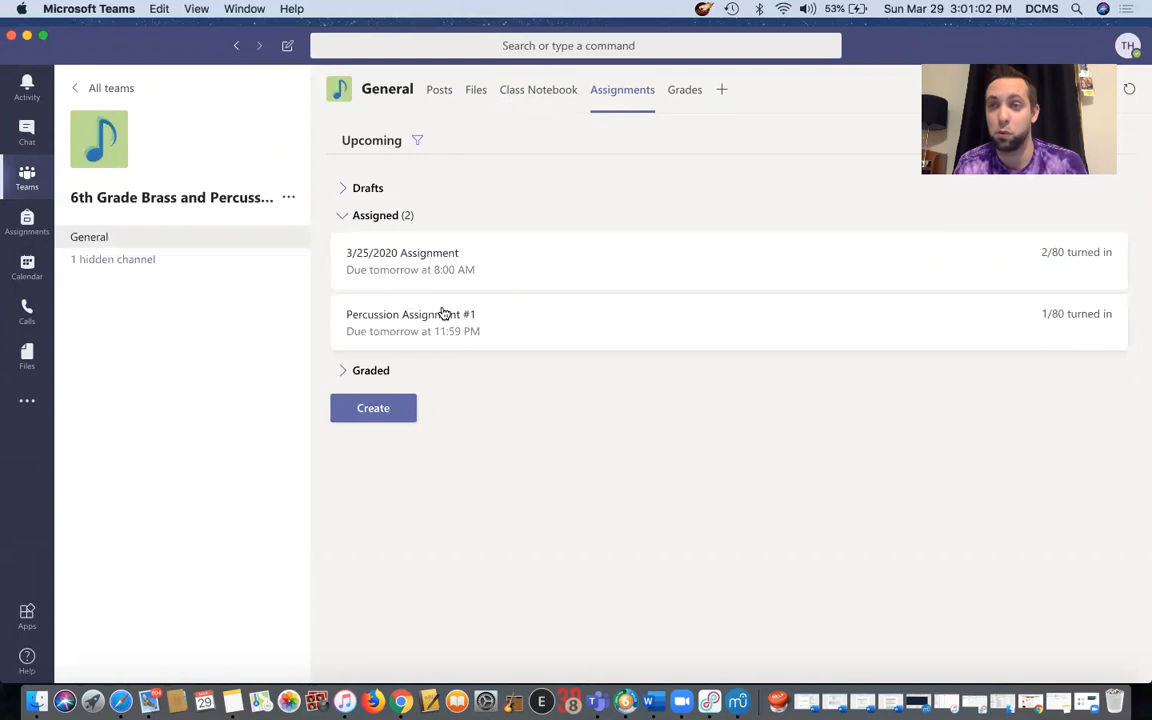 Microsoft Teams Edit View Window Help
53% Sun Mar 29 3:01:02 PM DCMS
Search or type a command
TH
Activity
Chat
Teams
Assignments
Calendar
Calls
Files
Apps
Help
All teams
6th Grade Brass and Percuss... ...
General
1 hidden channel
General Posts Files Class Notebook Assignments Grades +
Upcoming
Drafts
Assigned (2)
3/25/2020 Assignment
Due tomorrow at 8:00 AM
2/80 turned in
Percussion Assignment #1
Due tomorrow at 11:59 PM
1/80 turned in
Graded
Create
29